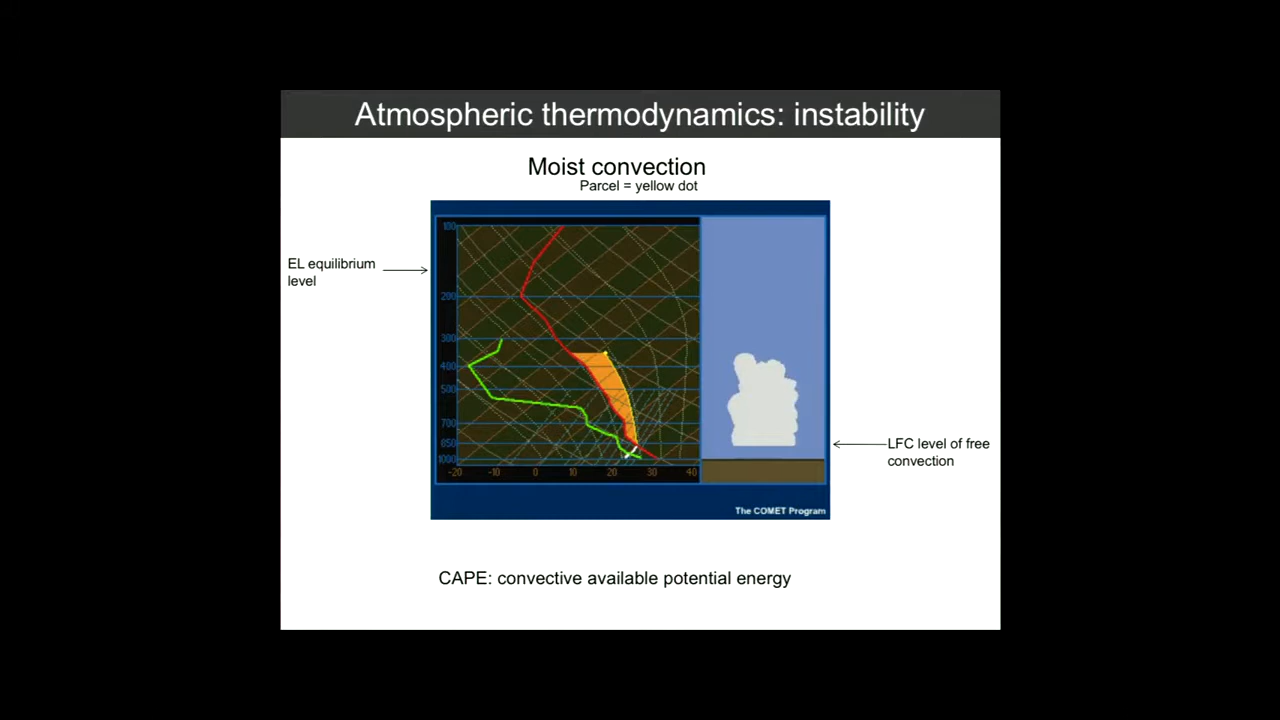 Atmospheric thermodynamics: instability
Moist convection
Parcel = yellow dot
EL equilibrium
level
100
200
300
400
500
700
850
1000
-20 -10 0 10 20 30 40
LFC level of free
convection
The COMET Program
CAPE: convective available potential energy